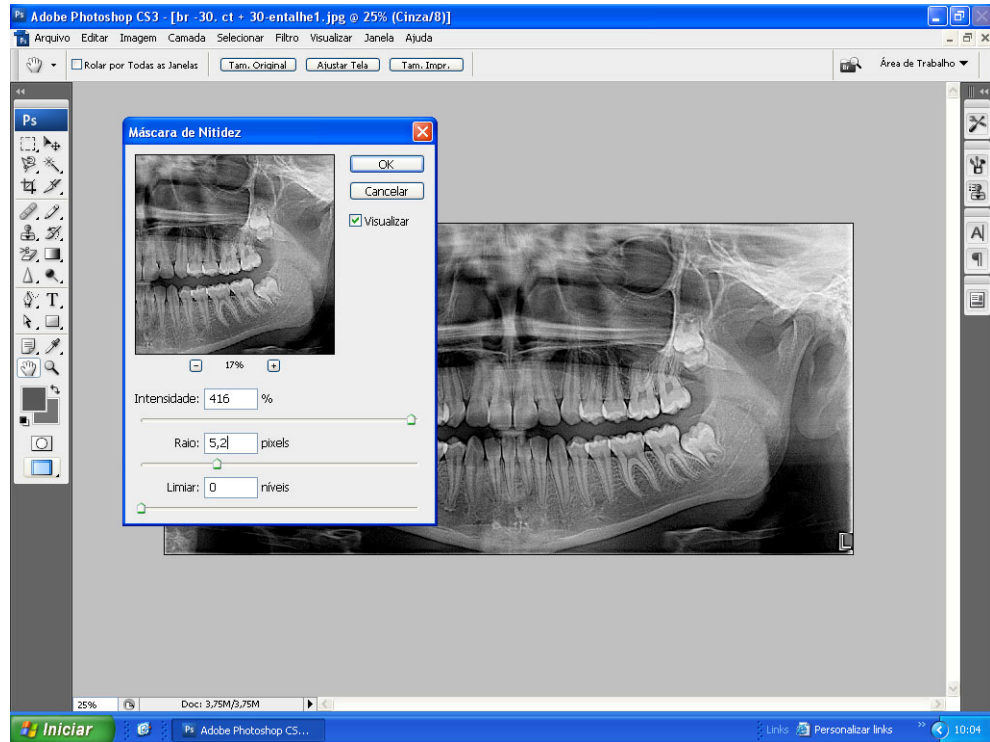 Adobe Photoshop CS3 - [br -30. ct + 30-entalhe1.jpg @ 25% (Cinza/8)]
Arquivo Editar Imagem Camada Selecionar Filtro Visualizar Janela Ajuda
Rolar por Todas as Janelas Tam. Original Ajustar Tela Tam. Impr. Área de Trabalho
Ps
Máscara de Nitidez
OK
Cancelar
Visualizar
17%
Intensidade: 416 %
Raio: 5,2 pixels
Limiar: 0 níveis
L
25% Doc: 3,75M/3,75M
Iniciar Adobe Photoshop CS... Links Personalizar links 10:04